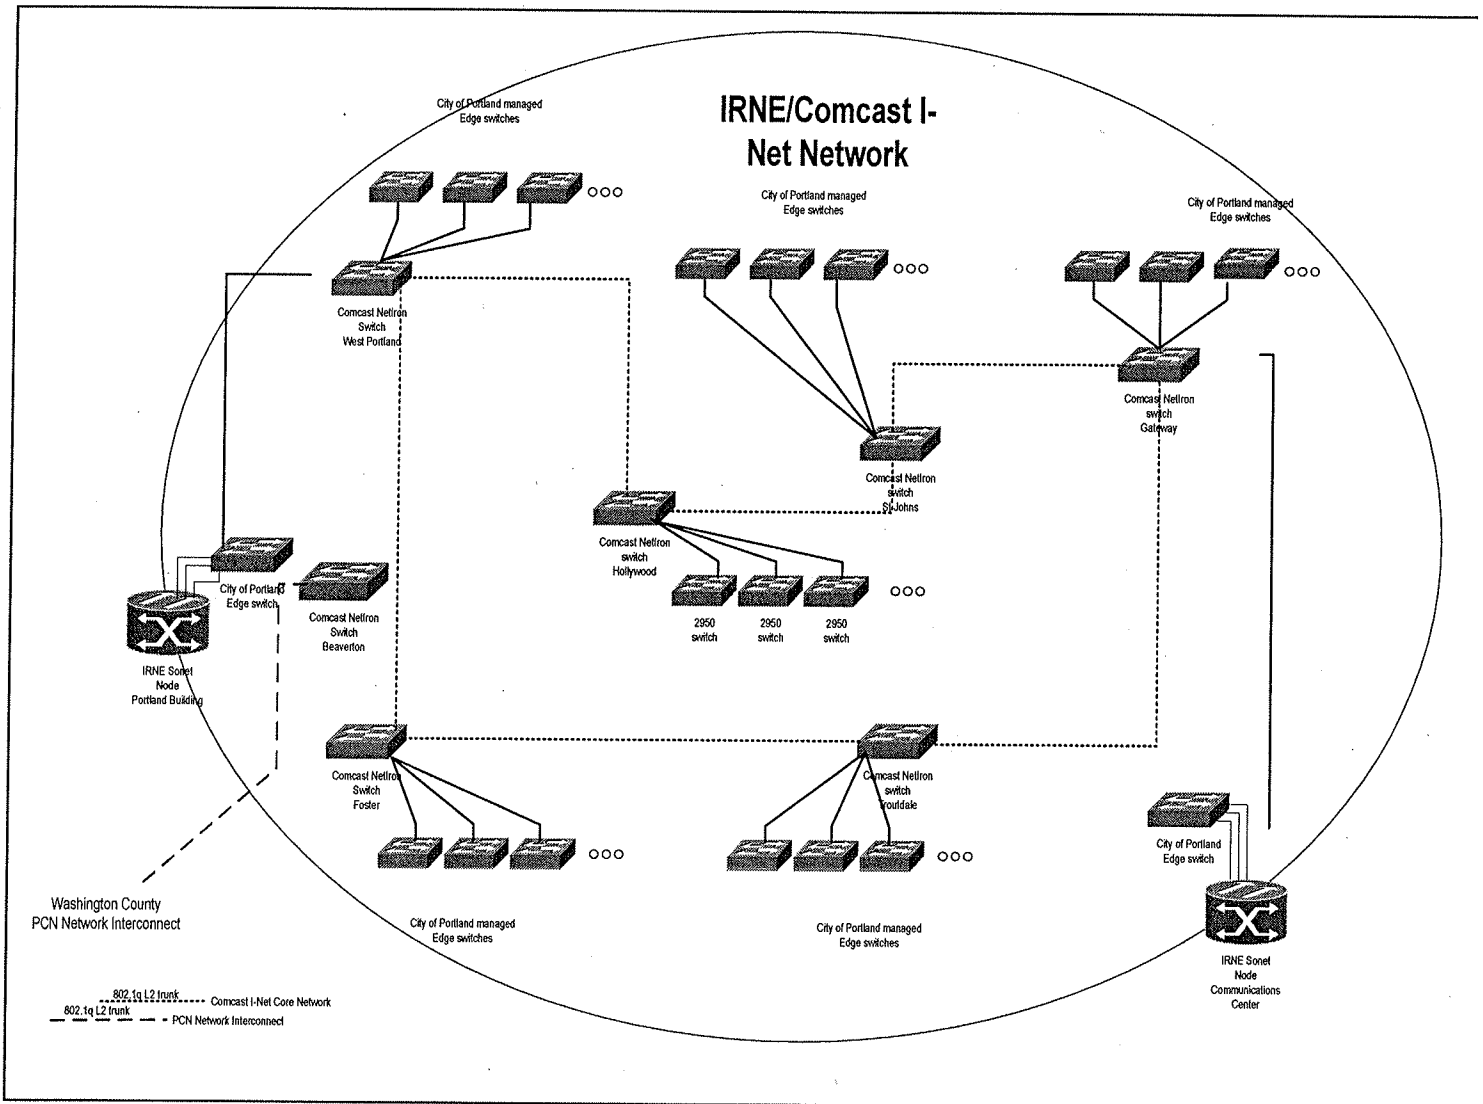 City of Portland managed
Edge switches
IRNE/Comcast I-
Net Network
City of Portland managed
Edge switches
City of Portland managed
Edge switches
Comcast NetIron
Switch
West Portland
Comcast NetIron
switch
Gateway
Comcast NetIron
switch
St Johns
Comcast NetIron
switch
Hollywood
City of Portland
Edge switch
Comcast NetIron
Switch
Beaverton
2950
switch
2950
switch
2950
switch
IRNE Sonet
Node
Portland Building
Comcast NetIron
Switch
Foster
Comcast NetIron
switch
Troutdale
City of Portland
Edge switch
Washington County
PCN Network Interconnect
City of Portland managed
Edge switches
City of Portland managed
Edge switches
IRNE Sonet
Node
Communications
Center
802.1q L2 trunk
Comcast I-Net Core Network
802.1q L2 trunk
PCN Network Interconnect